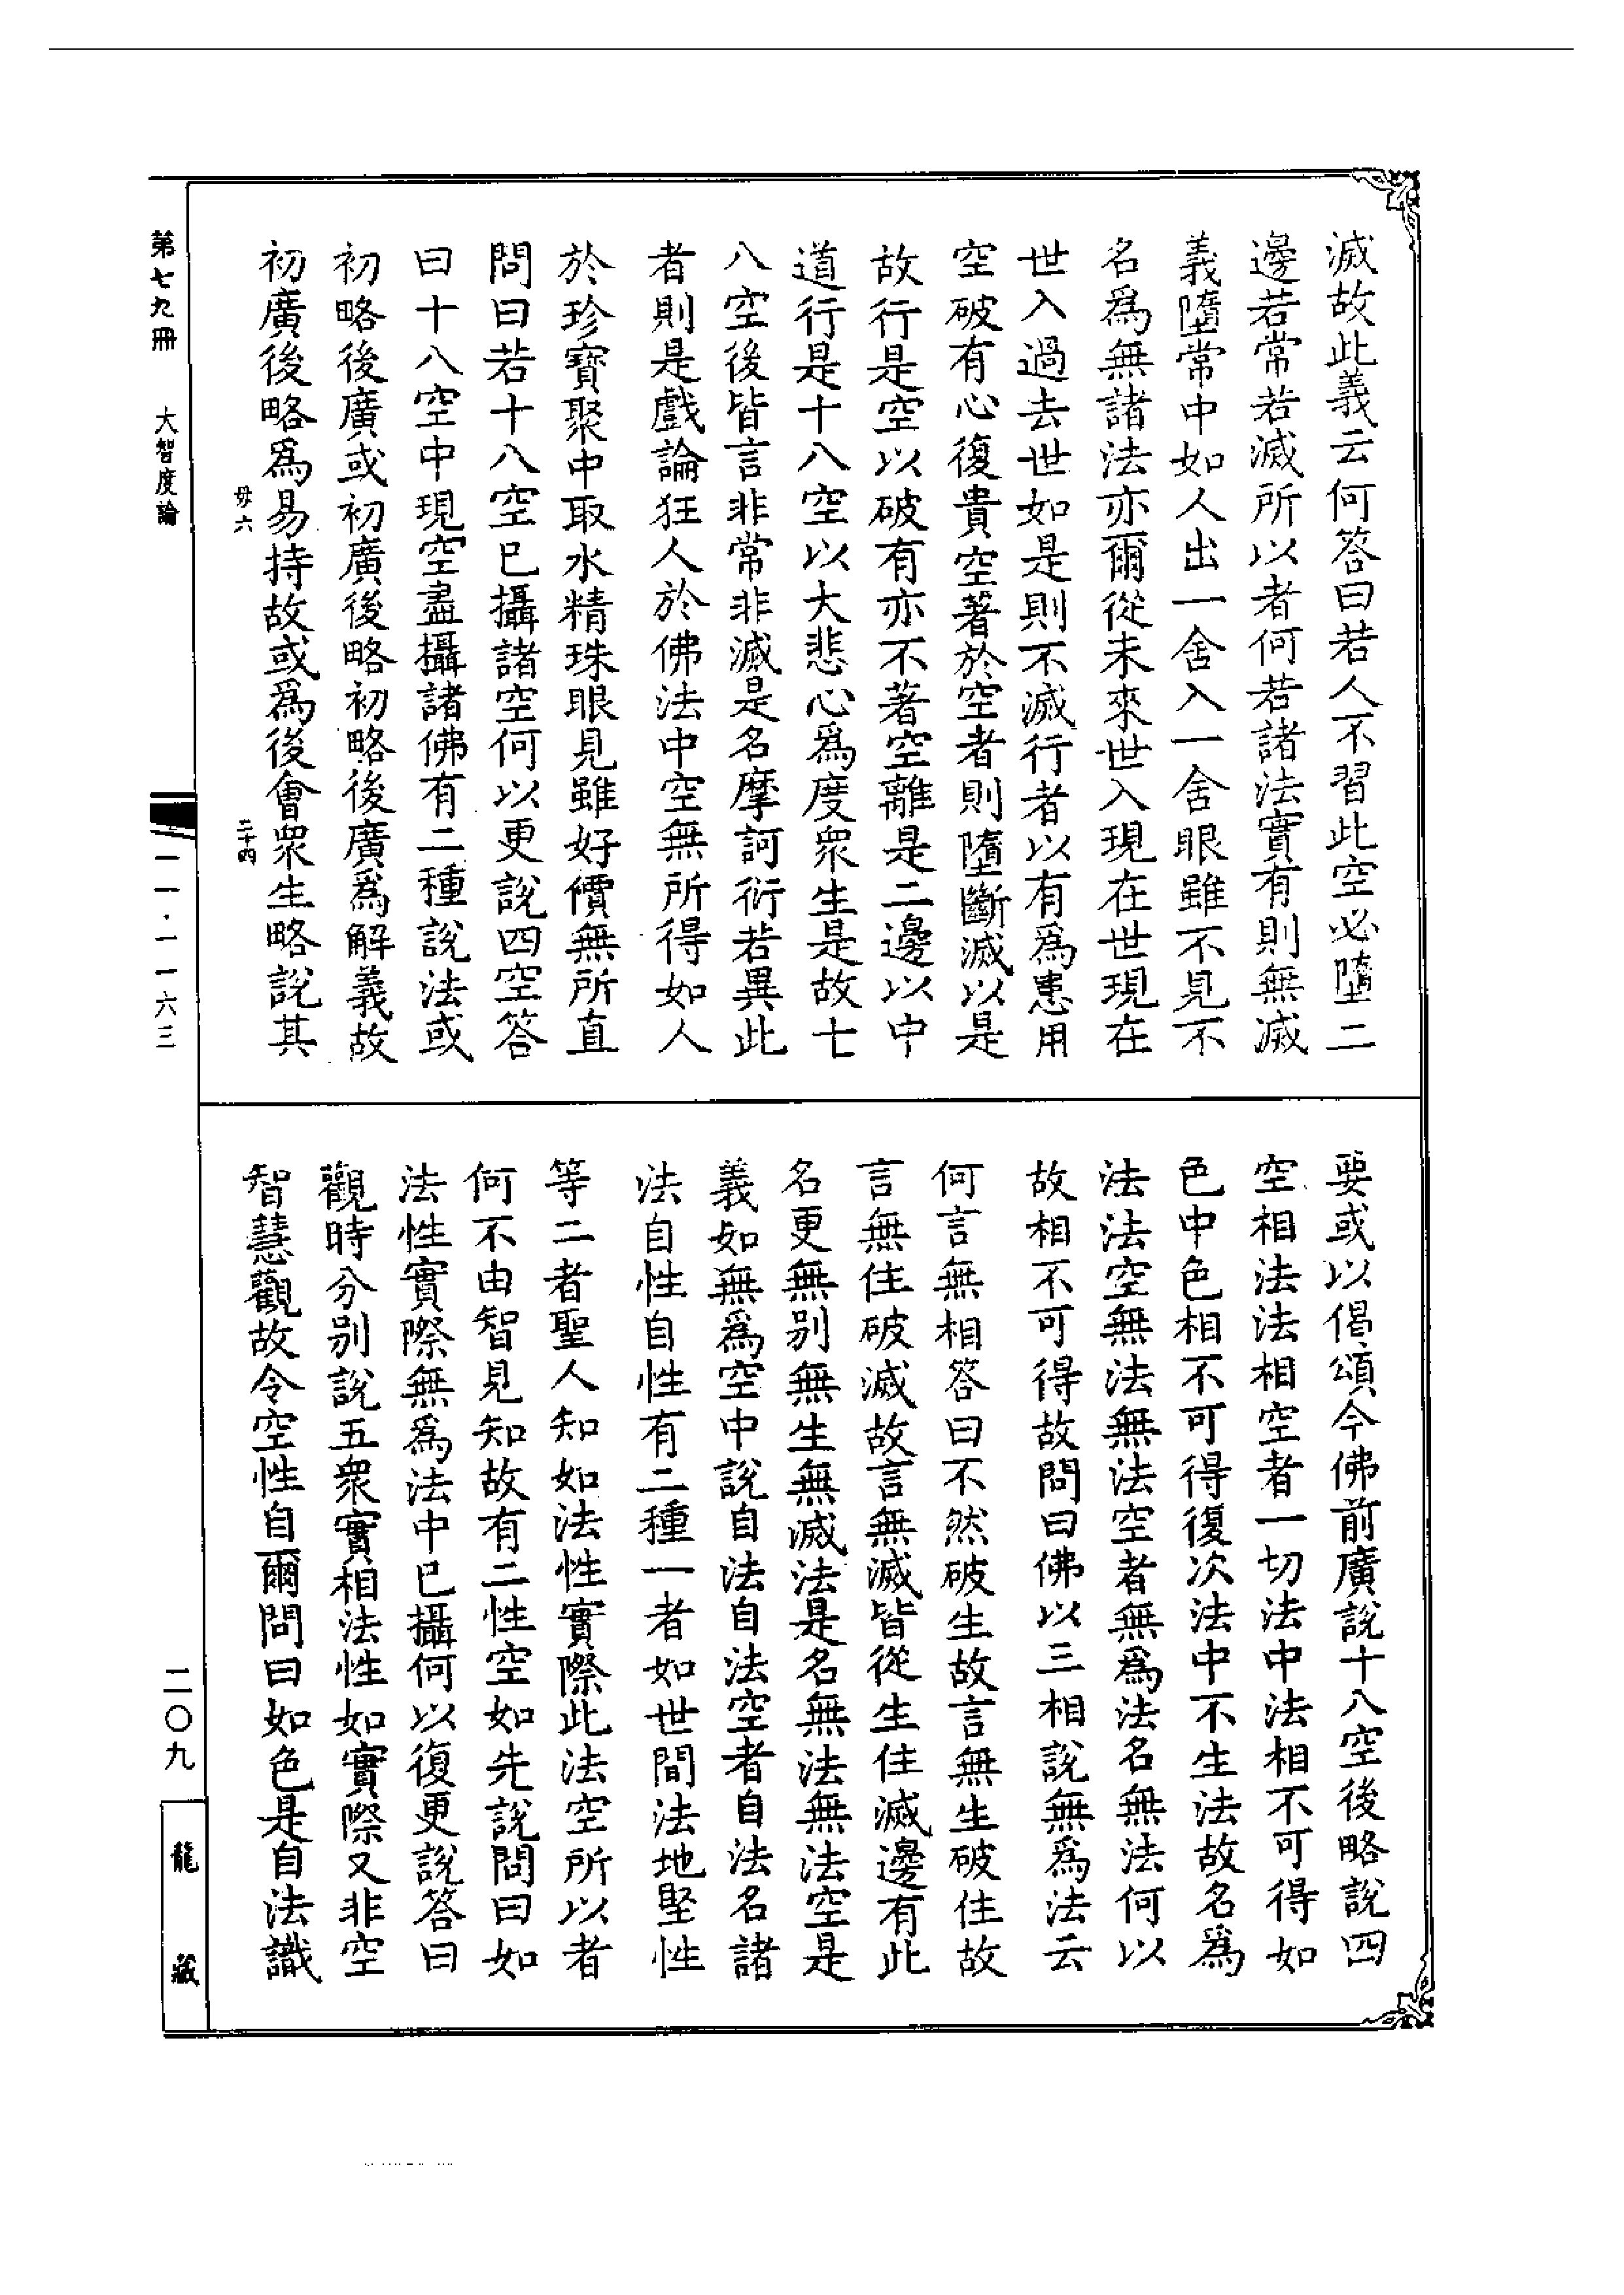 滅故此義云何答曰若人不習此空必墮二
邊若常若滅所以者何若諸法實有則無滅
義墮常中如人出一舍入一舍眼雖不見不
名爲無諸法亦爾從未來世入現在世現在
世入過去世如是則不滅行者以有爲患用
空破有心復貴空著於空者則墮斷滅以是
故行是空以破有亦不著空離是二邊以中
道行是十八空以大悲心爲度衆生是故七
八空後皆言非常非滅是名摩訶衍若異此
者則是戲論狂人於佛法中空無所得如人
於珍寶聚中取水精珠眼見雖好價無所直
問曰若十八空已攝諸空何以更說四空答
曰十八空中現空盡攝諸佛有二種說法或
初略後廣或初廣後略初略後廣爲解義故
初廣後略爲易持故或爲後會衆生略說其
要或以偈頌今佛前廣說十八空後略說四
空相法法相空者一切法中法相不可得如
色中色相不可得復次法中不生法故名爲
法法空無法無法空者無爲法名無法何以
故相不可得故問曰佛以三相說無爲法云
何言無相答曰不然破生故言無生破住故
言無住破滅故言無滅皆從生住滅邊有此
名更無別無生無滅法是名無法無法空是
義如無爲空中說自法自法空者自法名諸
法自性自性有二種一者如世間法地堅性
等二者聖人知如法性實際此法空所以者
何不由智見知故有二性空如先說問曰如
法性實際無爲法中已攝何以復更說答曰
觀時分別說五衆實相法性如實際又非空
智慧觀故令空性自爾問曰如色是自法識
毋六
二十四
第七九冊
大智度論
一一·一一六三
二〇九
龍藏